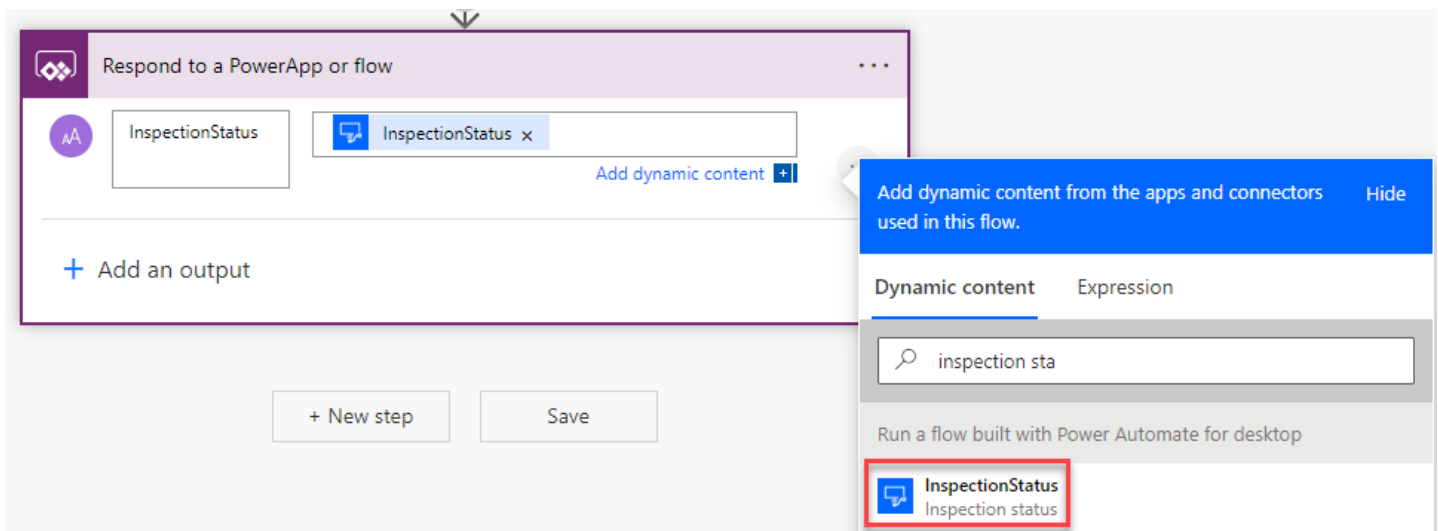 Respond to a PowerApp or flow
InspectionStatus
InspectionStatus
Add dynamic content
Add an output
+ New step
Save
Add dynamic content from the apps and connectors
used in this flow.
Hide
Dynamic content
Expression
inspection sta
Run a flow built with Power Automate for desktop
InspectionStatus
Inspection status